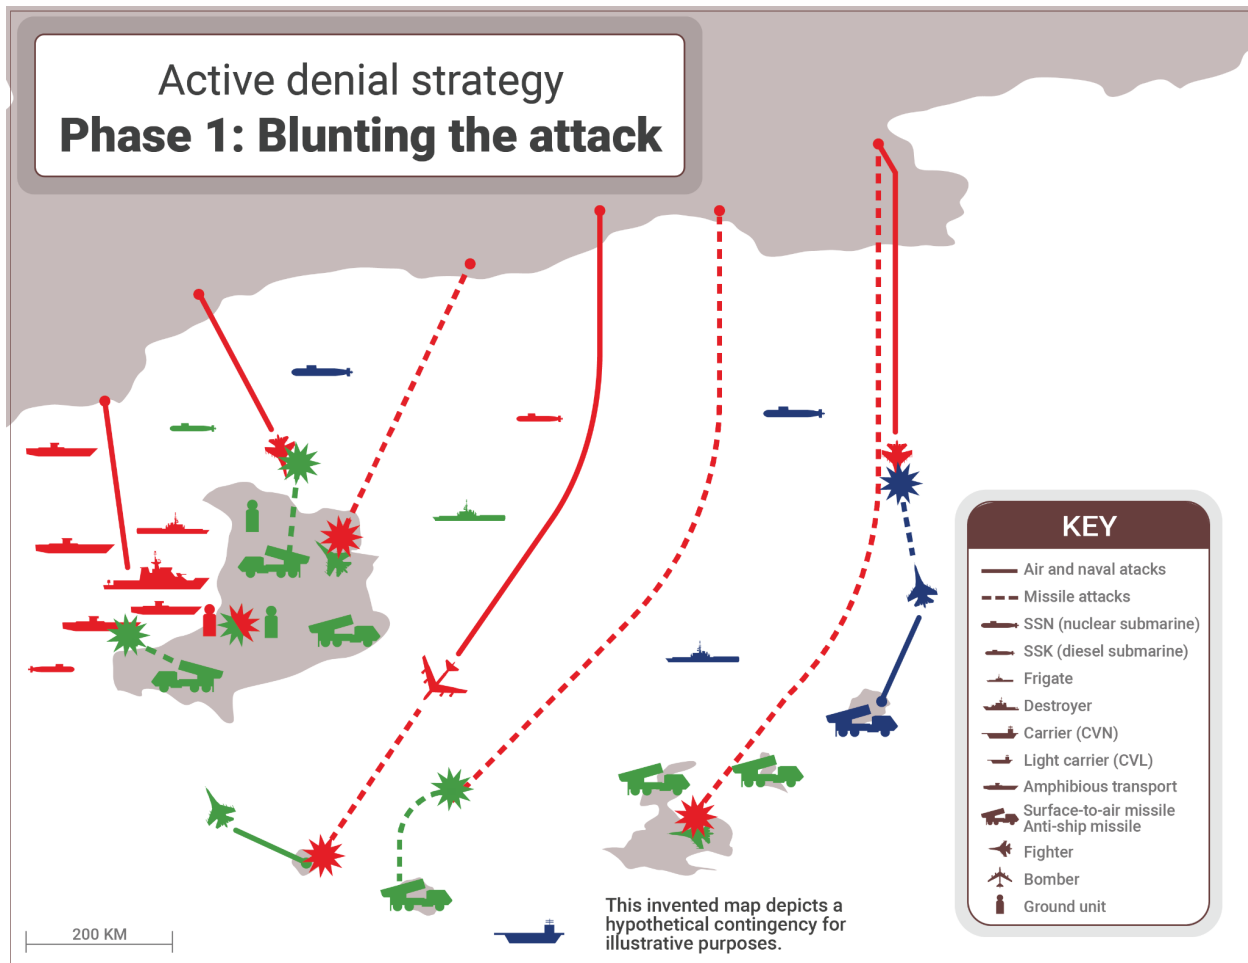 Active denial strategy
Phase 1: Blunting the attack
KEY
Air and naval atacks
Missile attacks
SSN (nuclear submarine)
SSK (diesel submarine)
Frigate
Destroyer
Carrier (CVN)
Light carrier (CVL)
Amphibious transport
Surface-to-air missile
Anti-ship missile
Fighter
Bomber
Ground unit
This invented map depicts a
hypothetical contingency for
illustrative purposes.
200 KM